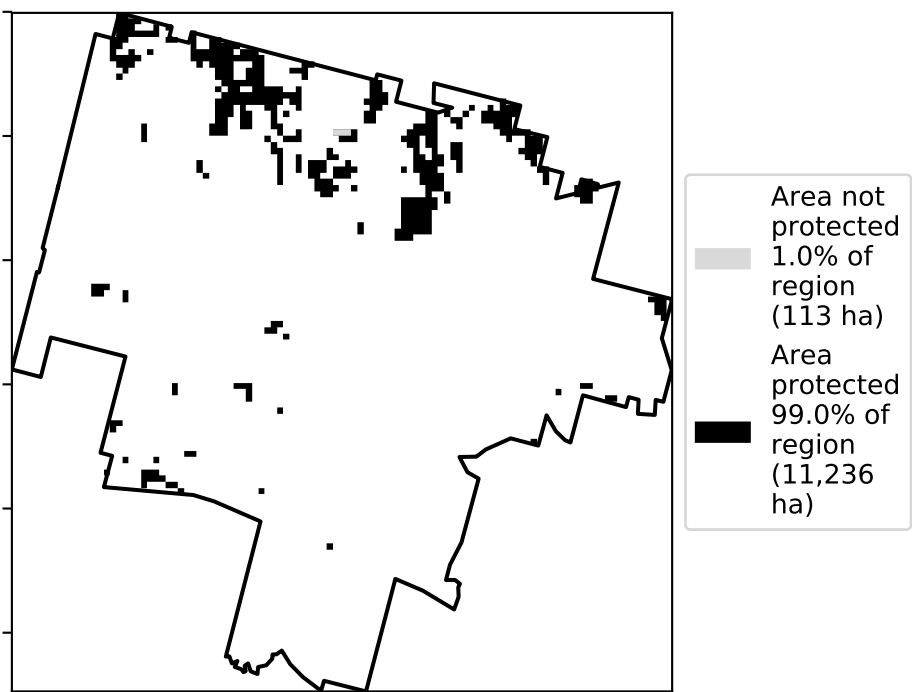 Area not
protected
1.0% of
region
(113 ha)
Area
protected
99.0% of
region
(11,236
ha)